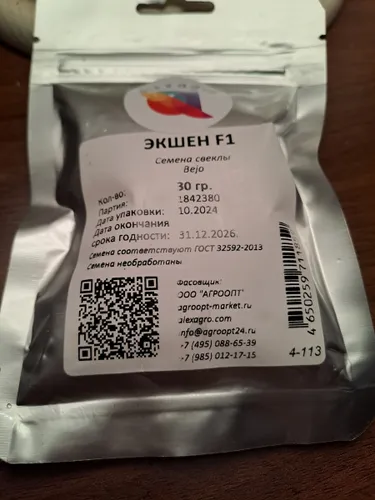 ЭКШЕН F1
Семена свеклы
Bejo
Кол-во: 30 гр.
Партия: 1842380
Дата упаковки: 10.2024
Дата окончания
срока годности: 31.12.2026
Семена соответствуют ГОСТ 32592-2013
Семена необработаны
Фасовщик:
ООО "АГРООПТ"
agroopt-market.ru
alexagro.com
info@agroopt24.ru
+7 (495) 088-65-39
+7 (985) 012-17-15
4-113